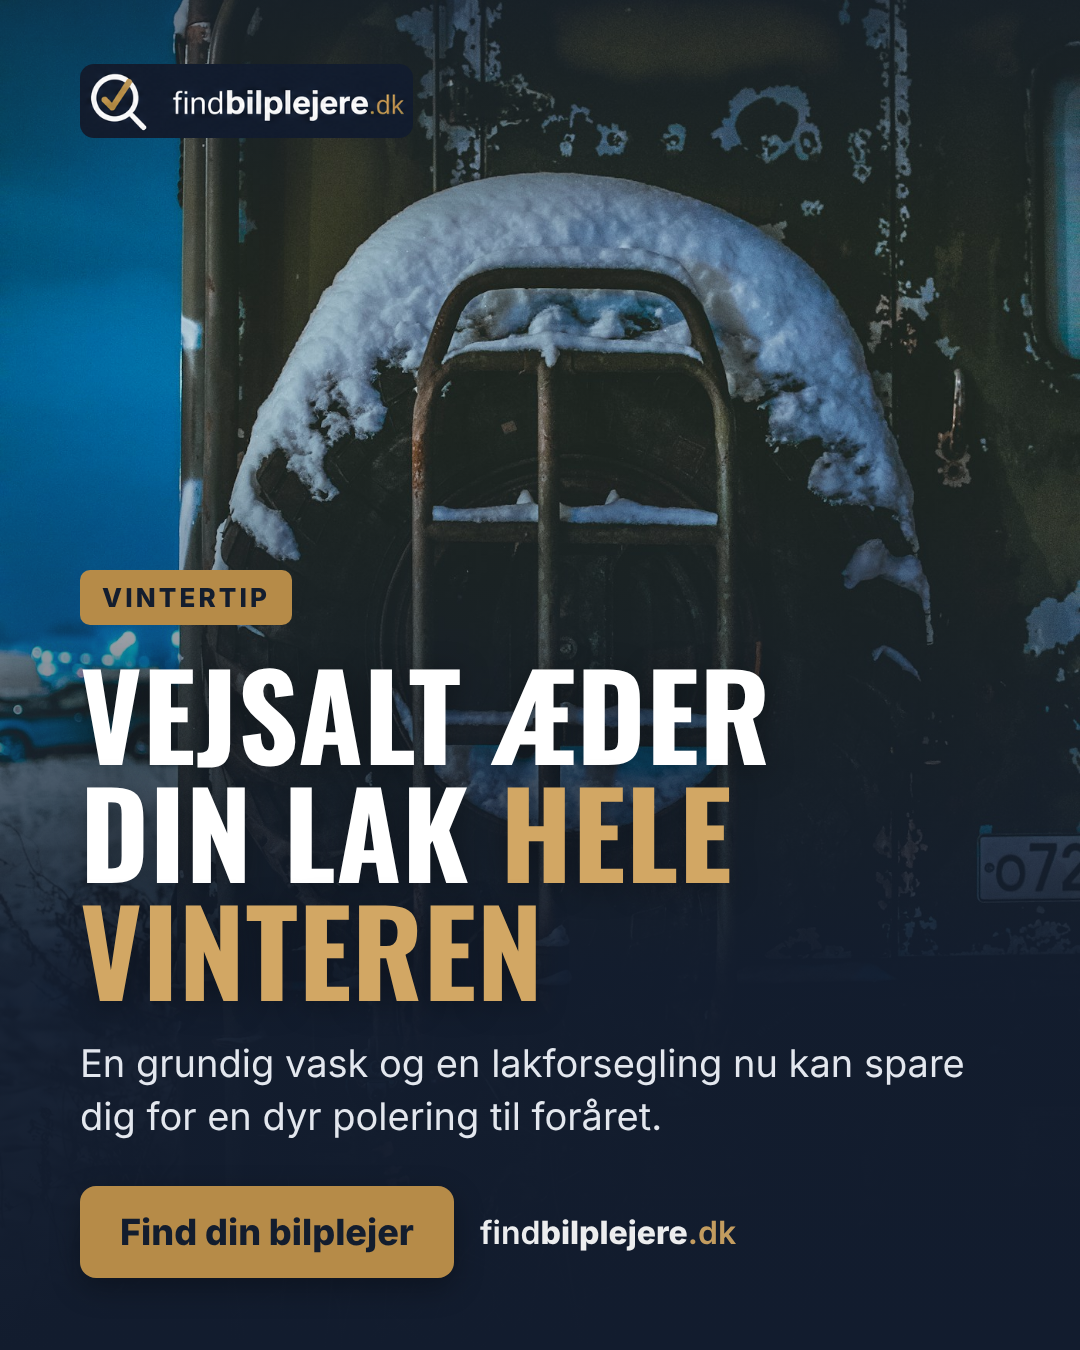 findbilplejere.dk
VINTERTIP
VEJSALT ÆDER
DIN LAK HELE
VINTEREN
En grundig vask og en lakforsegling nu kan spare
dig for en dyr polering til foråret.
Find din bilplejer
findbilplejere.dk
o72